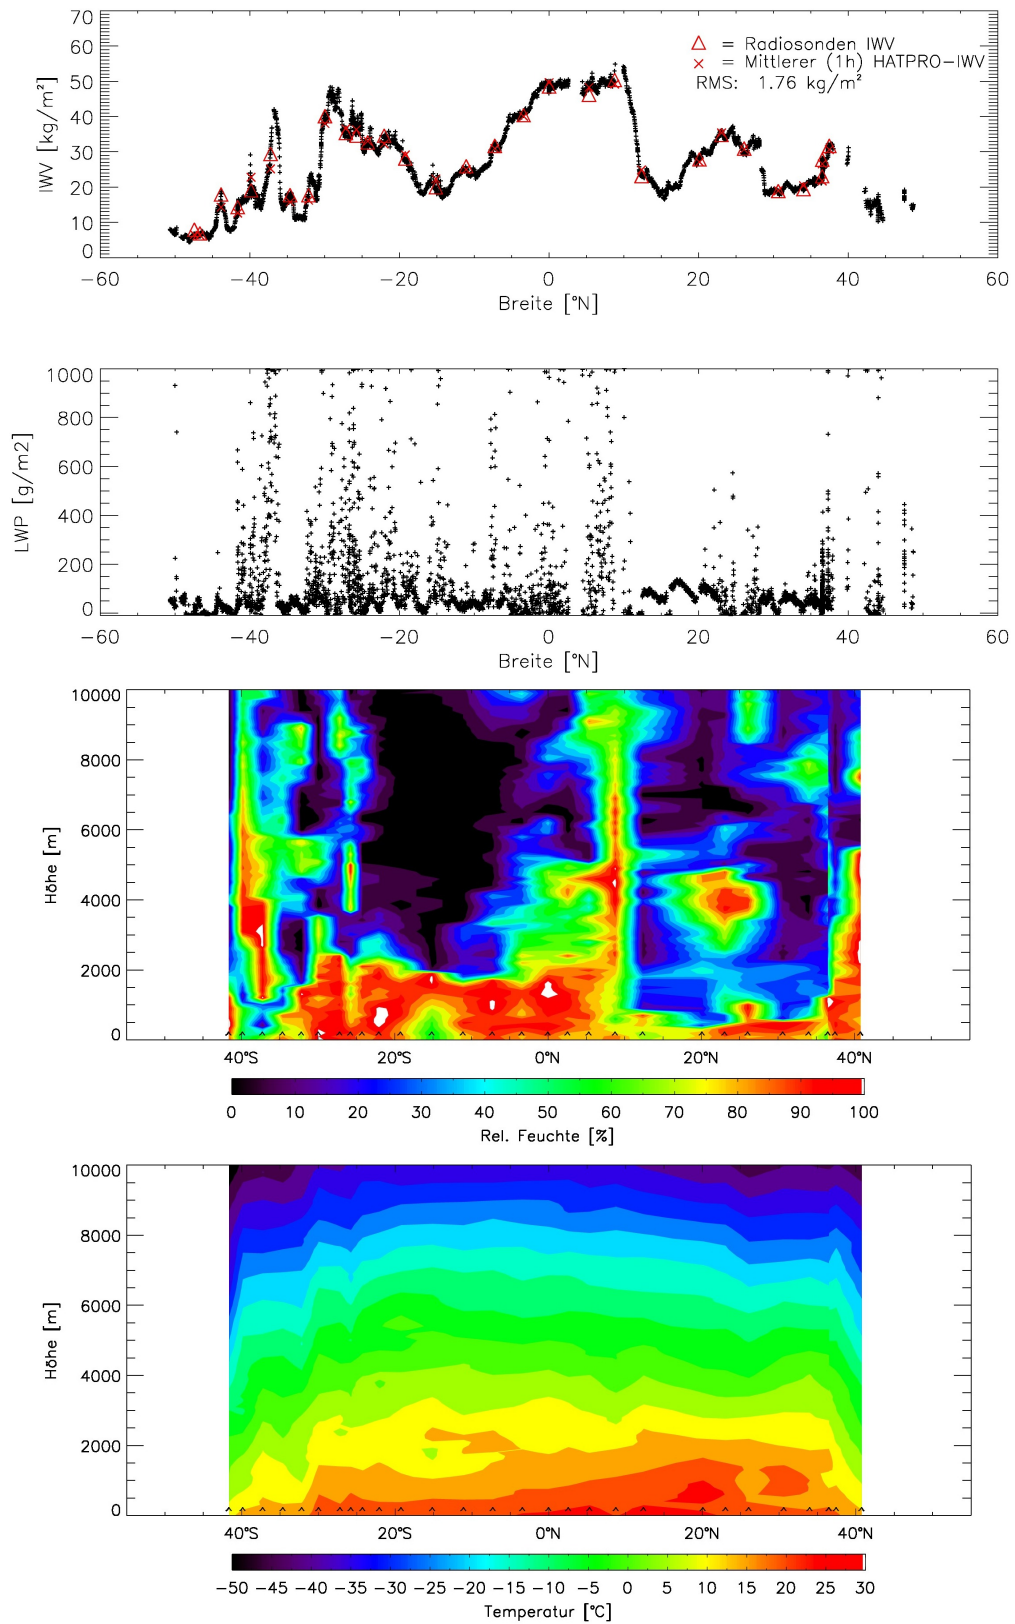 70
60
50
40
30
20
10
0
IWV [kg/m²]
△ = Radiosonden IWV
× = Mittlerer (1h) HATPRO-IWV
RMS: 1.76 kg/m²
-60 -40 -20 0 20 40 60
Breite [°N]
1000
800
600
400
200
0
LWP [g/m2]
-60 -40 -20 0 20 40 60
Breite [°N]
10000
8000
6000
4000
2000
0
Höhe [m]
40°S 20°S 0°N 20°N 40°N
0 10 20 30 40 50 60 70 80 90 100
Rel. Feuchte [%]
10000
8000
6000
4000
2000
0
Höhe [m]
40°S 20°S 0°N 20°N 40°N
-50 -45 -40 -35 -30 -25 -20 -15 -10 -5 0 5 10 15 20 25 30
Temperatur [°C]